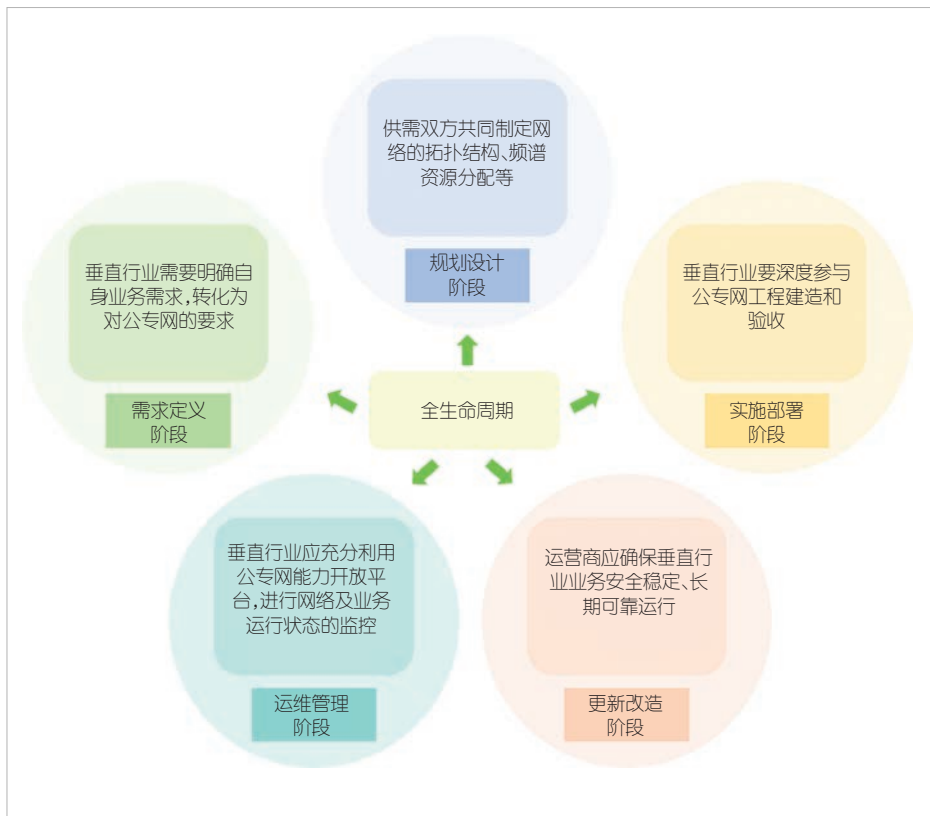 供需双方共同制定网
络的拓扑结构、频谱
资源分配等
规划设计
阶段
垂直行业需要明确自
身业务需求,转化为
对公专网的要求
需求定义
阶段
垂直行业要深度参与
公专网工程建造和
验收
实施部署
阶段
全生命周期
垂直行业应充分利用
公专网能力开放平
台,进行网络及业务
运行状态的监控
运维管理
阶段
运营商应确保垂直行
业业务安全稳定、长
期可靠运行
更新改造
阶段